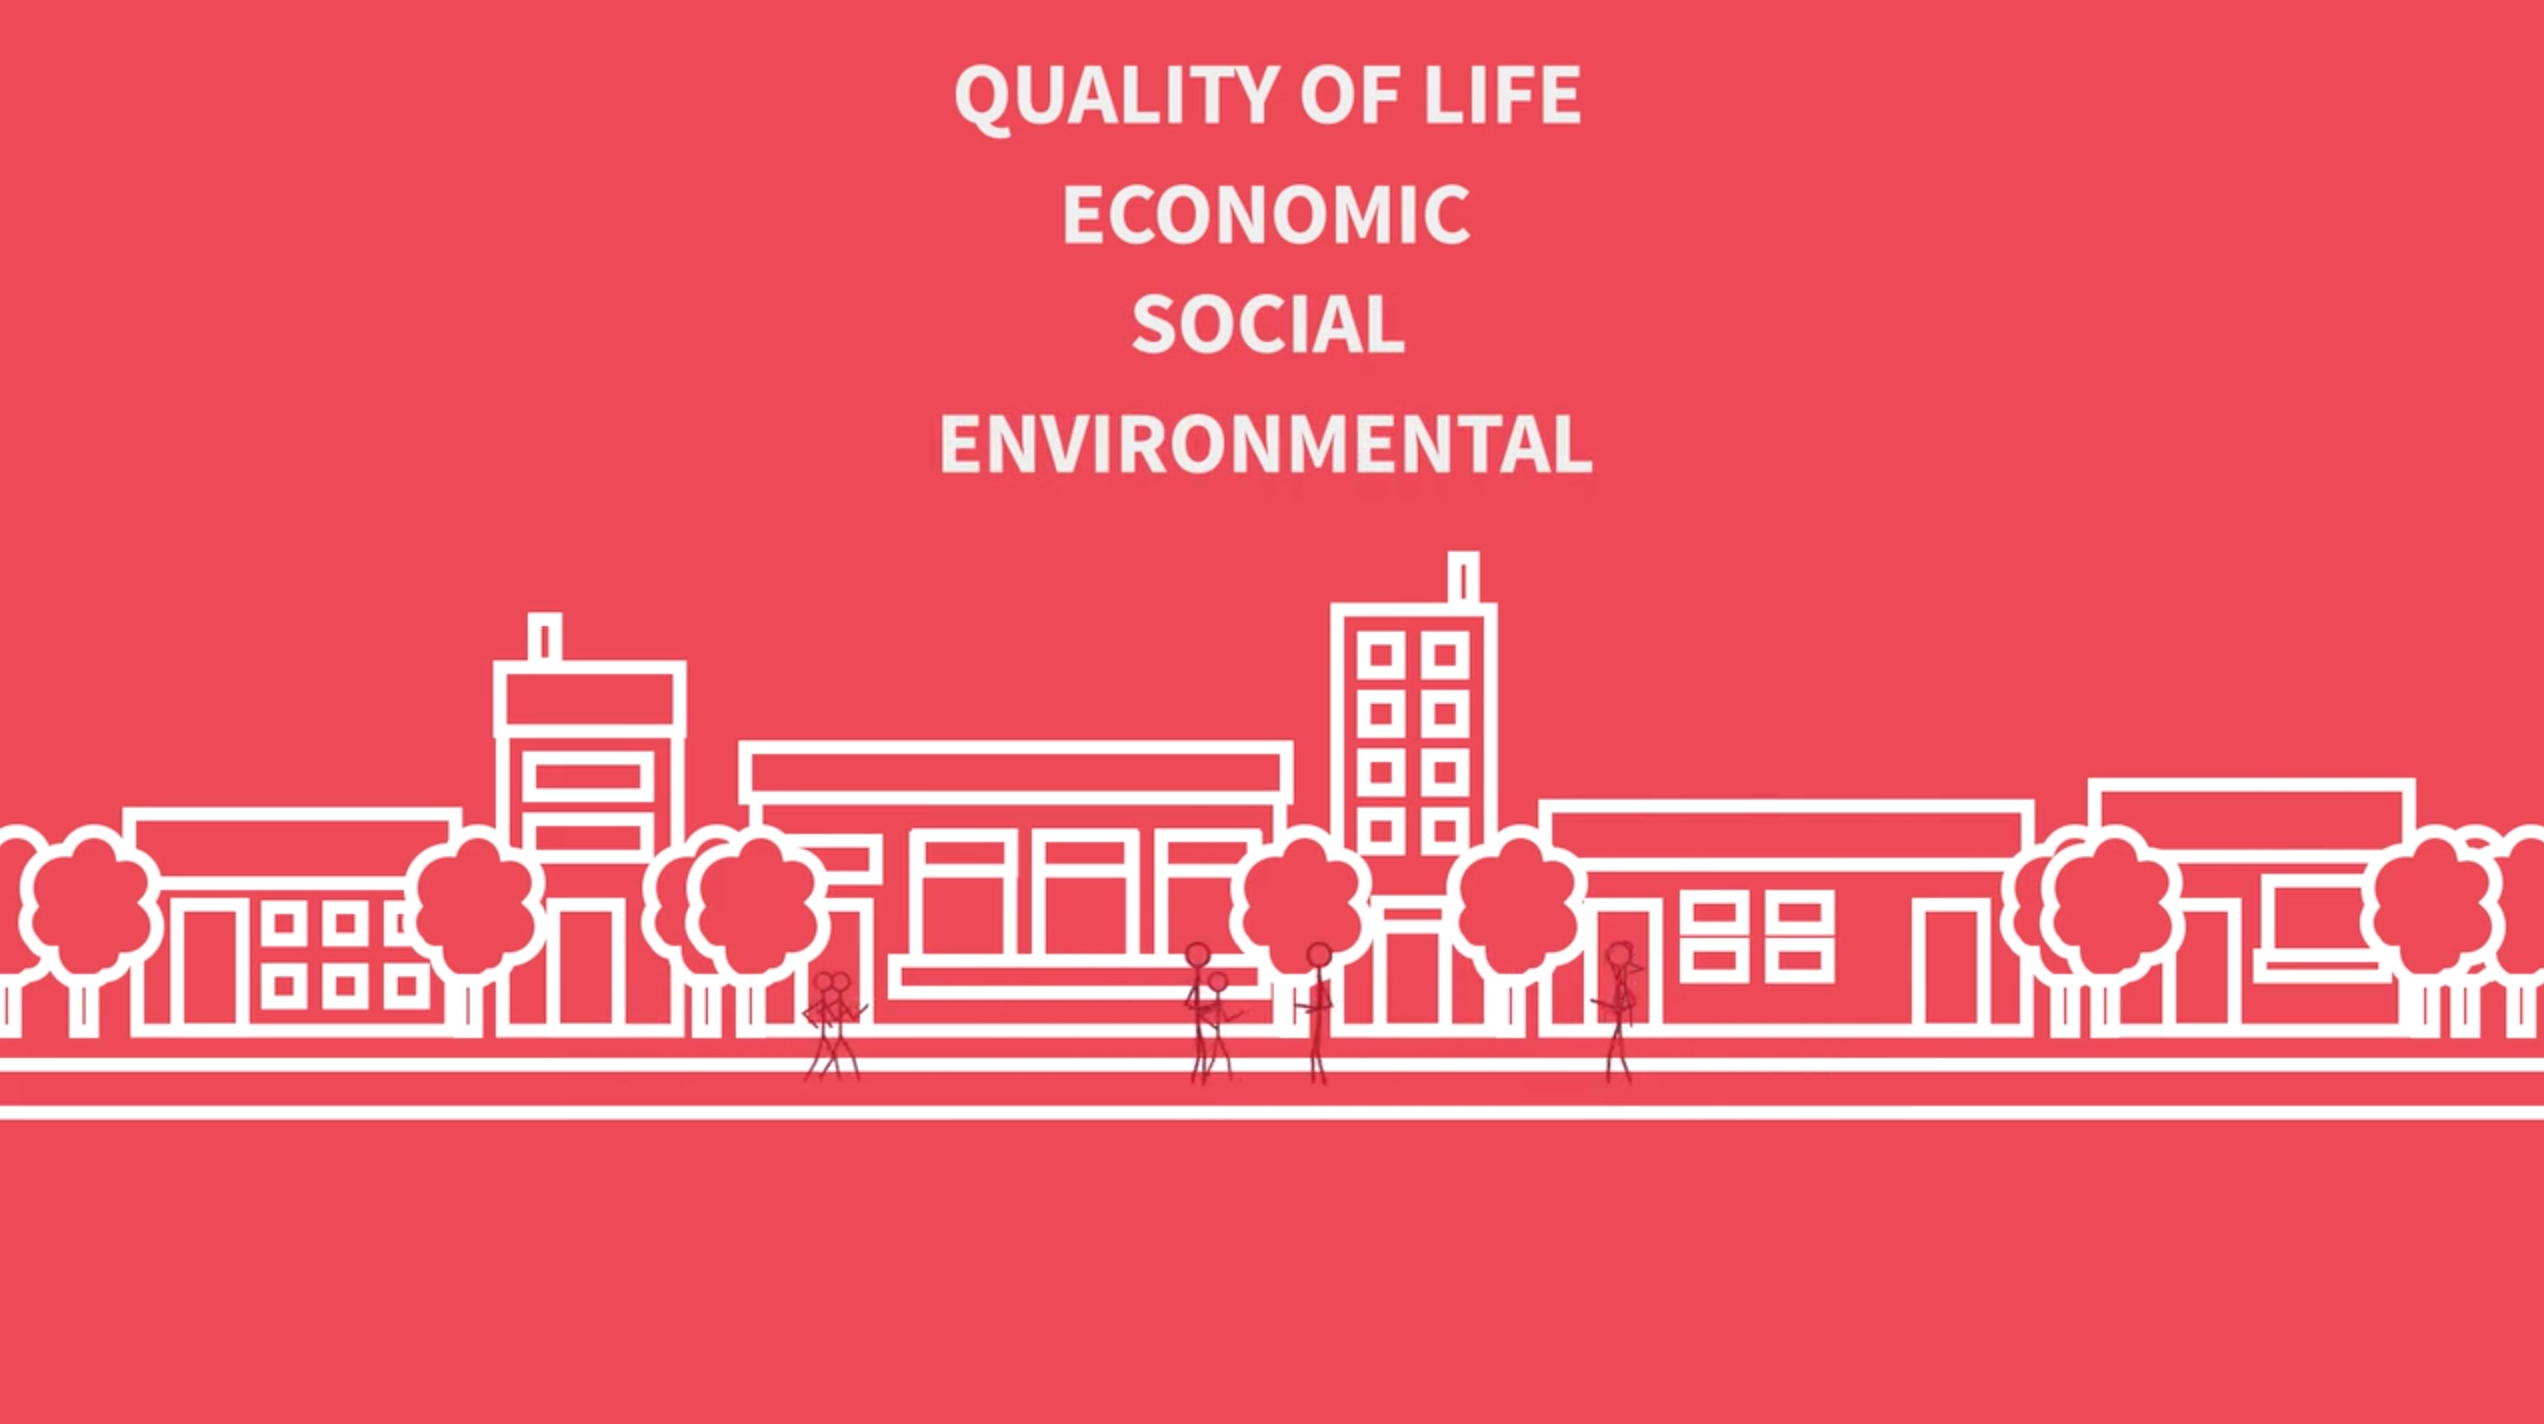 QUALITY OF LIFE
ECONOMIC
SOCIAL
ENVIRONMENTAL